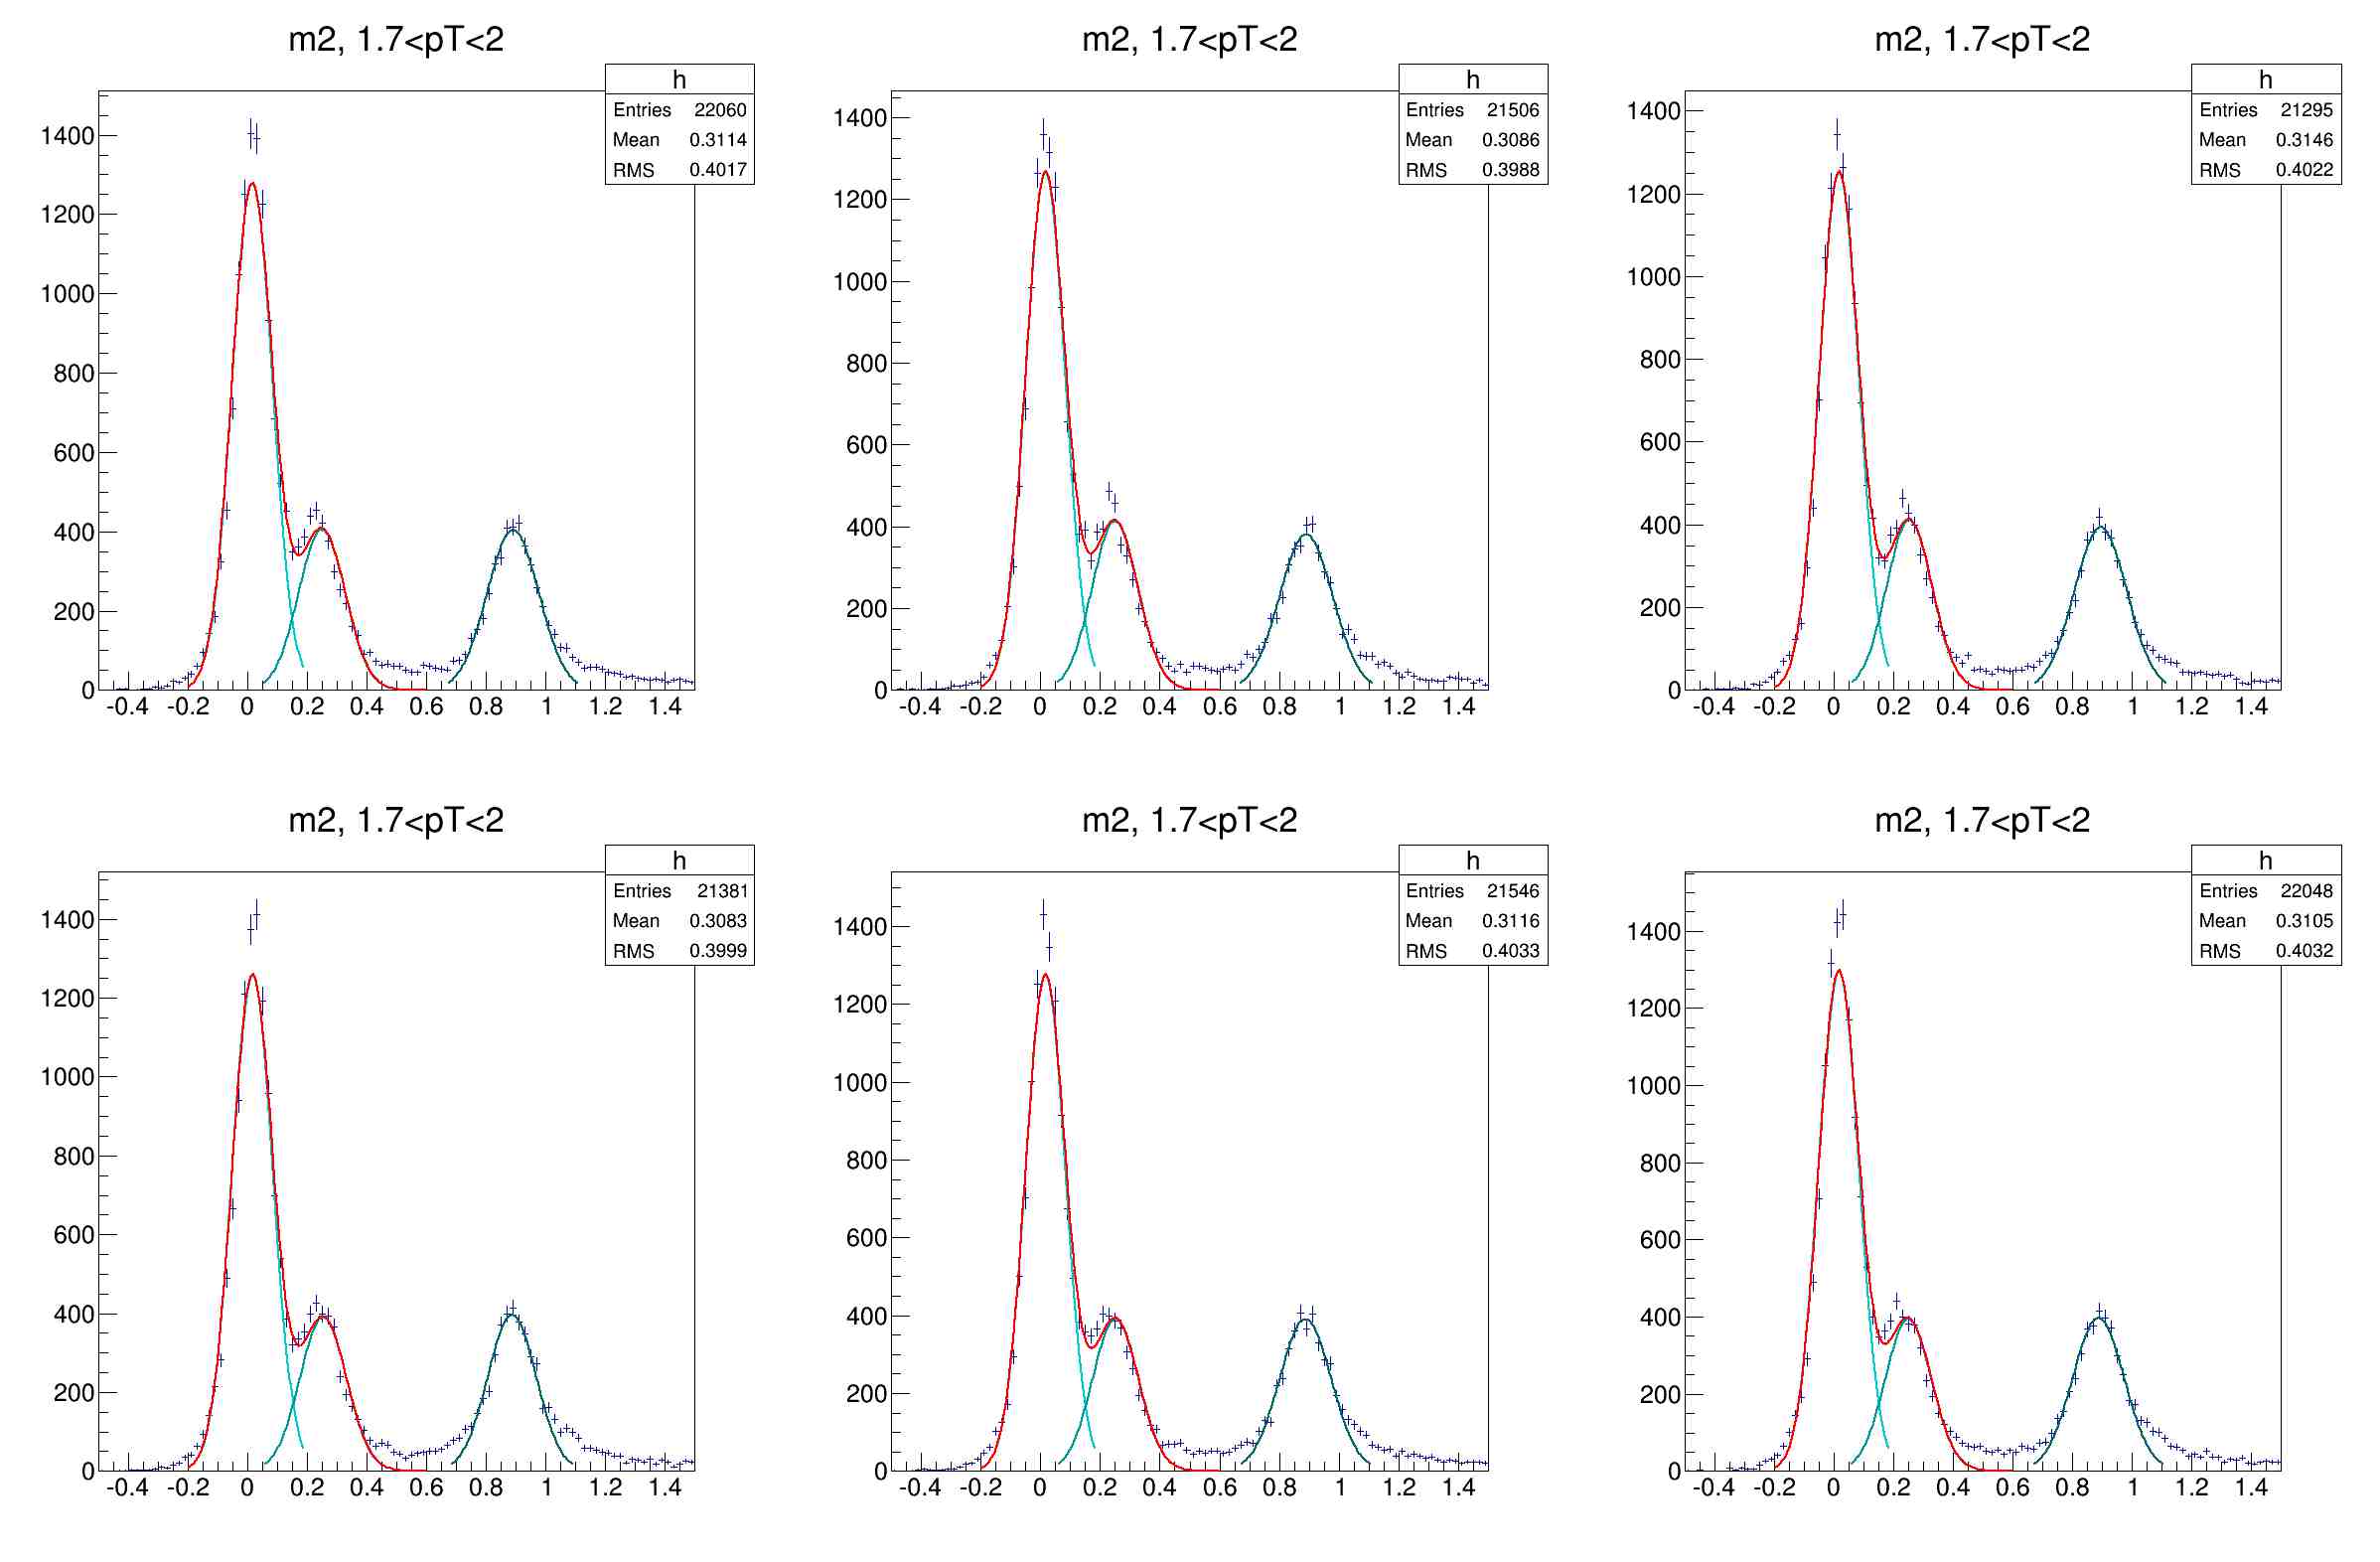 m2, 1.7<pT<2
h
Entries 22060
Mean 0.3114
RMS 0.4017
1400
1200
1000
800
600
400
200
0
-0.4 -0.2 0 0.2 0.4 0.6 0.8 1 1.2 1.4
m2, 1.7<pT<2
h
Entries 21506
Mean 0.3086
RMS 0.3988
1400
1200
1000
800
600
400
200
0
-0.4 -0.2 0 0.2 0.4 0.6 0.8 1 1.2 1.4
m2, 1.7<pT<2
h
Entries 21295
Mean 0.3146
RMS 0.4022
1400
1200
1000
800
600
400
200
0
-0.4 -0.2 0 0.2 0.4 0.6 0.8 1 1.2 1.4
m2, 1.7<pT<2
h
Entries 21381
Mean 0.3083
RMS 0.3999
1400
1200
1000
800
600
400
200
0
-0.4 -0.2 0 0.2 0.4 0.6 0.8 1 1.2 1.4
m2, 1.7<pT<2
h
Entries 21546
Mean 0.3116
RMS 0.4033
1400
1200
1000
800
600
400
200
0
-0.4 -0.2 0 0.2 0.4 0.6 0.8 1 1.2 1.4
m2, 1.7<pT<2
h
Entries 22048
Mean 0.3105
RMS 0.4032
1400
1200
1000
800
600
400
200
0
-0.4 -0.2 0 0.2 0.4 0.6 0.8 1 1.2 1.4